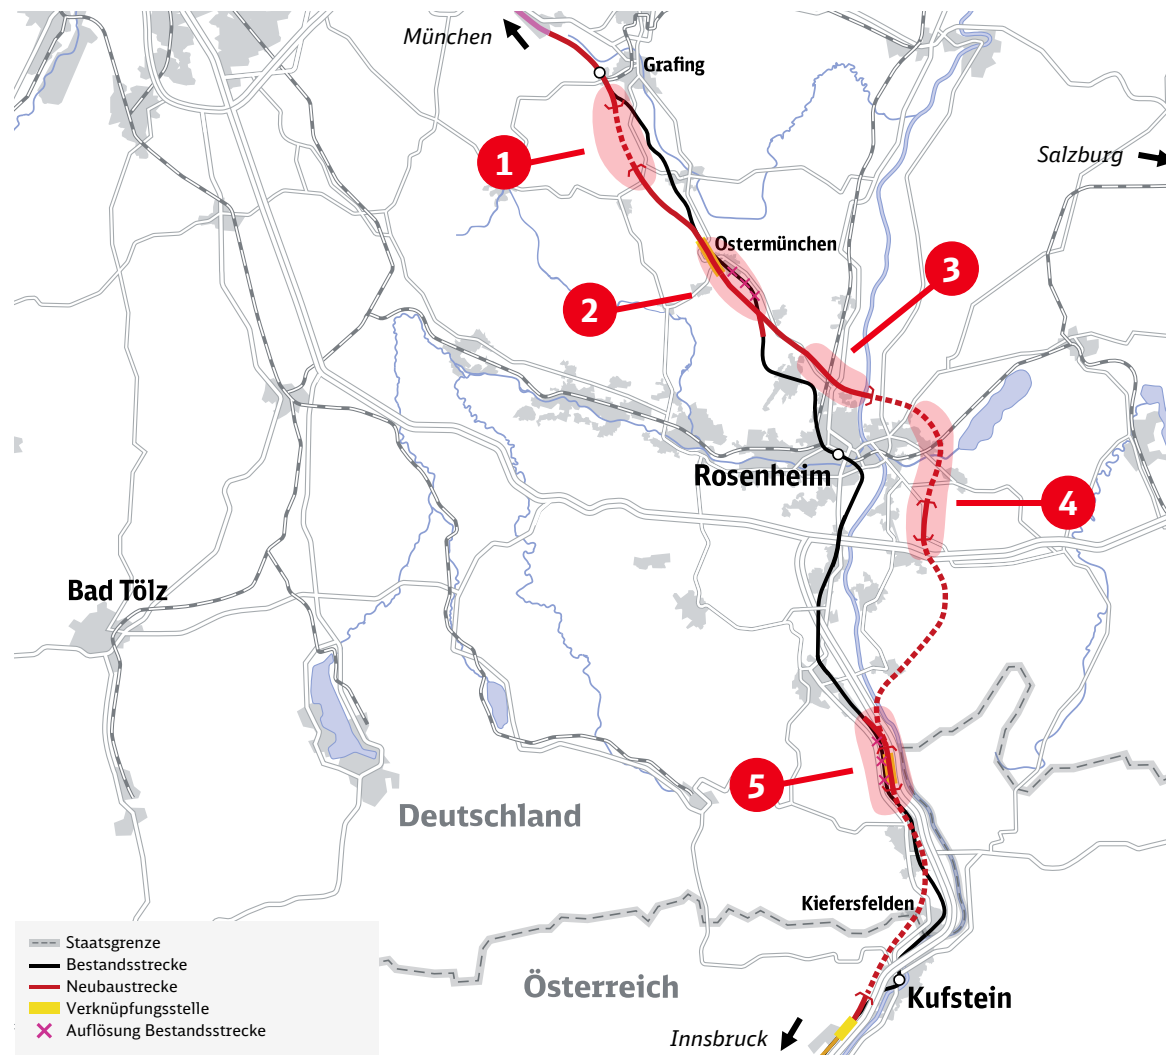 München
Grafing
1
Salzburg
Ostermünchen
3
2
Rosenheim
4
Bad Tölz
5
Deutschland
Kiefersfelden
Österreich
Kufstein
Innsbruck
Staatsgrenze
Bestandsstrecke
Neubaustrecke
Verknüpfungsstelle
Auflösung Bestandsstrecke